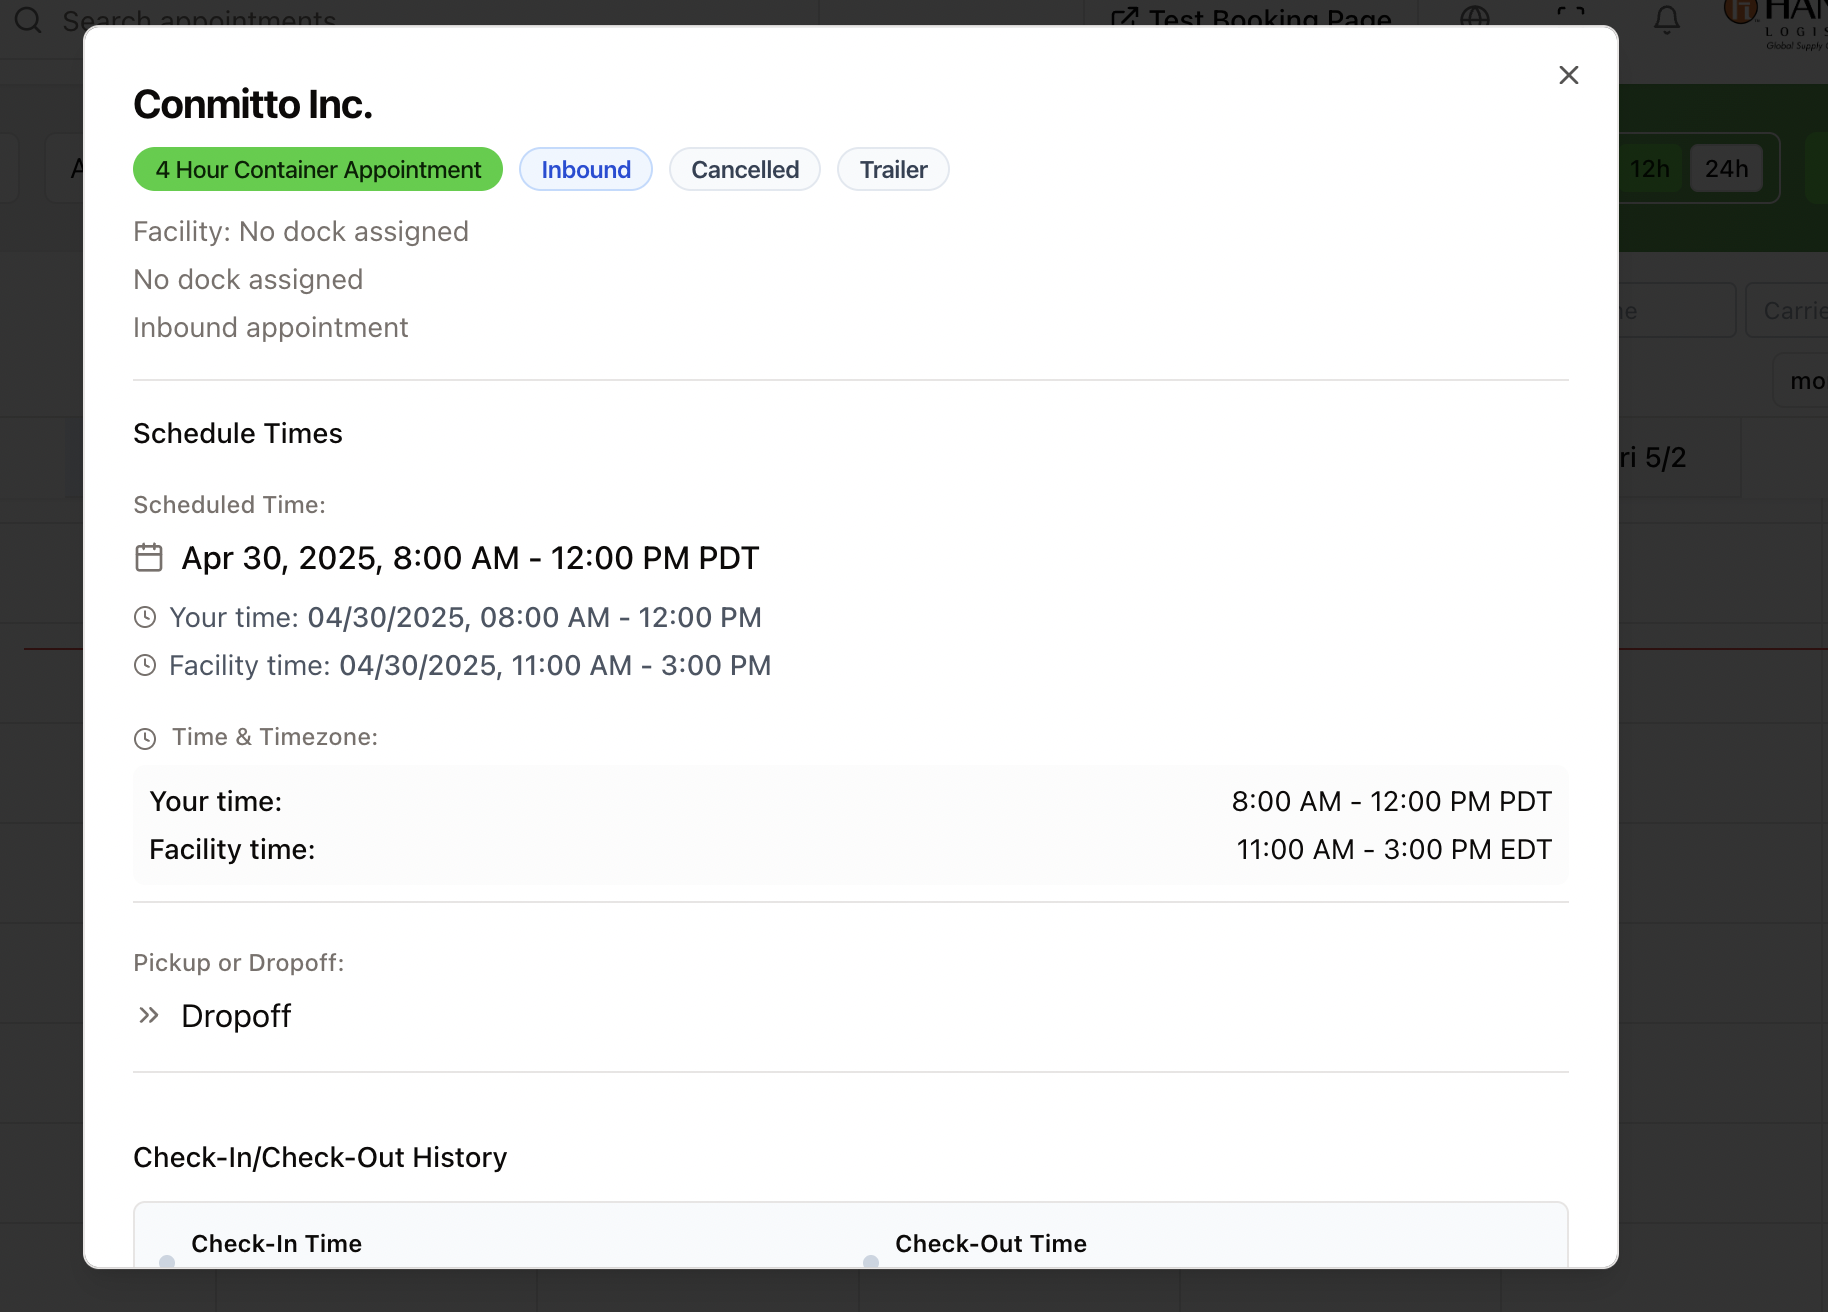 Search appointments
Test Booking Page
LOGIS
Global Supply
Conmitto Inc.
4 Hour Container Appointment
Inbound
Cancelled
Trailer
12h
24h
Facility: No dock assigned
No dock assigned
Inbound appointment
Carrie
mo
Schedule Times
ri 5/2
Scheduled Time:
Apr 30, 2025, 8:00 AM - 12:00 PM PDT
Your time: 04/30/2025, 08:00 AM - 12:00 PM
Facility time: 04/30/2025, 11:00 AM - 3:00 PM
Time & Timezone:
Your time: 8:00 AM - 12:00 PM PDT
Facility time: 11:00 AM - 3:00 PM EDT
Pickup or Dropoff:
Dropoff
Check-In/Check-Out History
Check-In Time
Check-Out Time